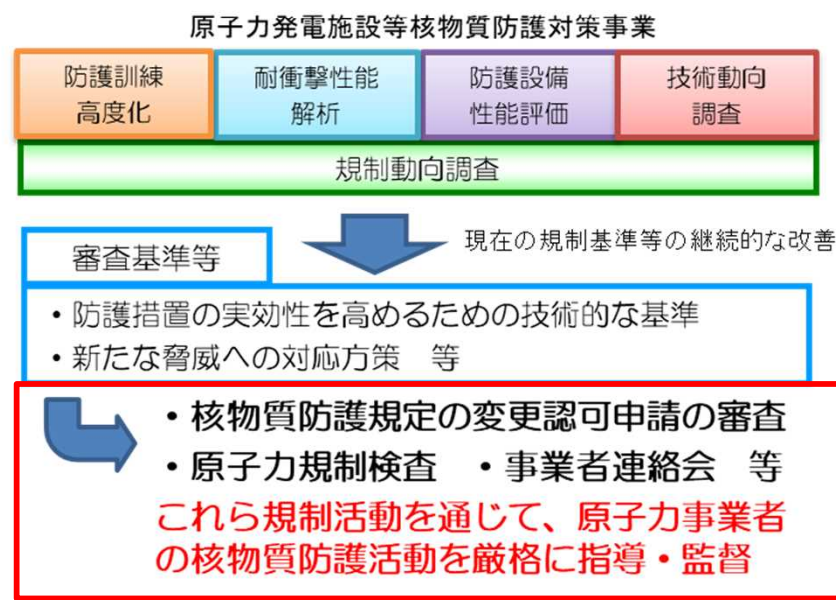 原子力発電施設等核物質防護対策事業
防護訓練
高度化
耐衝撃性能
解析
防護設備
性能評価
技術動向
調査
規制動向調査
現在の規制基準等の継続的な改善
審査基準等
・防護措置の実効性を高めるための技術的な基準
・新たな脅威への対応方策　等
・核物質防護規定の変更認可申請の審査
・原子力規制検査　・事業者連絡会　等
これら規制活動を通じて、原子力事業者
の核物質防護活動を厳格に指導・監督